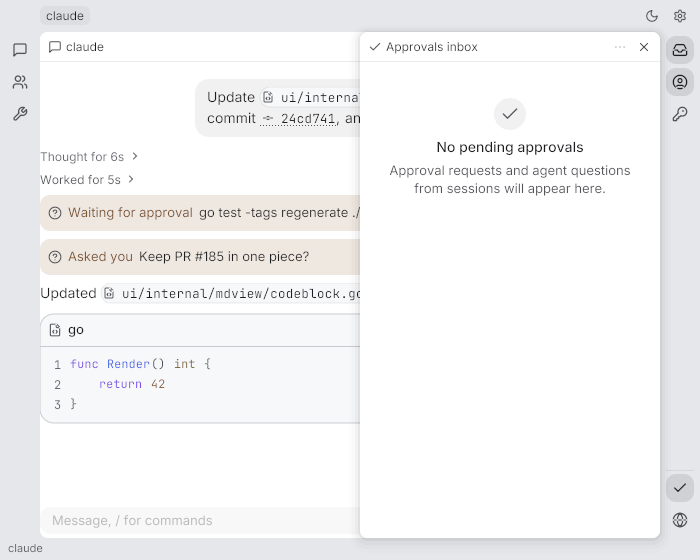 claude
claude
Update ui/interna
commit 24cd741, an
Thought for 6s
Worked for 5s
Waiting for approval go test -tags regenerate ./
Asked you Keep PR #185 in one piece?
Updated ui/internal/mdview/codeblock.go
go
1 func Render() int {
2     return 42
3 }
Message, / for commands
Approvals inbox
No pending approvals
Approval requests and agent questions
from sessions will appear here.
claude